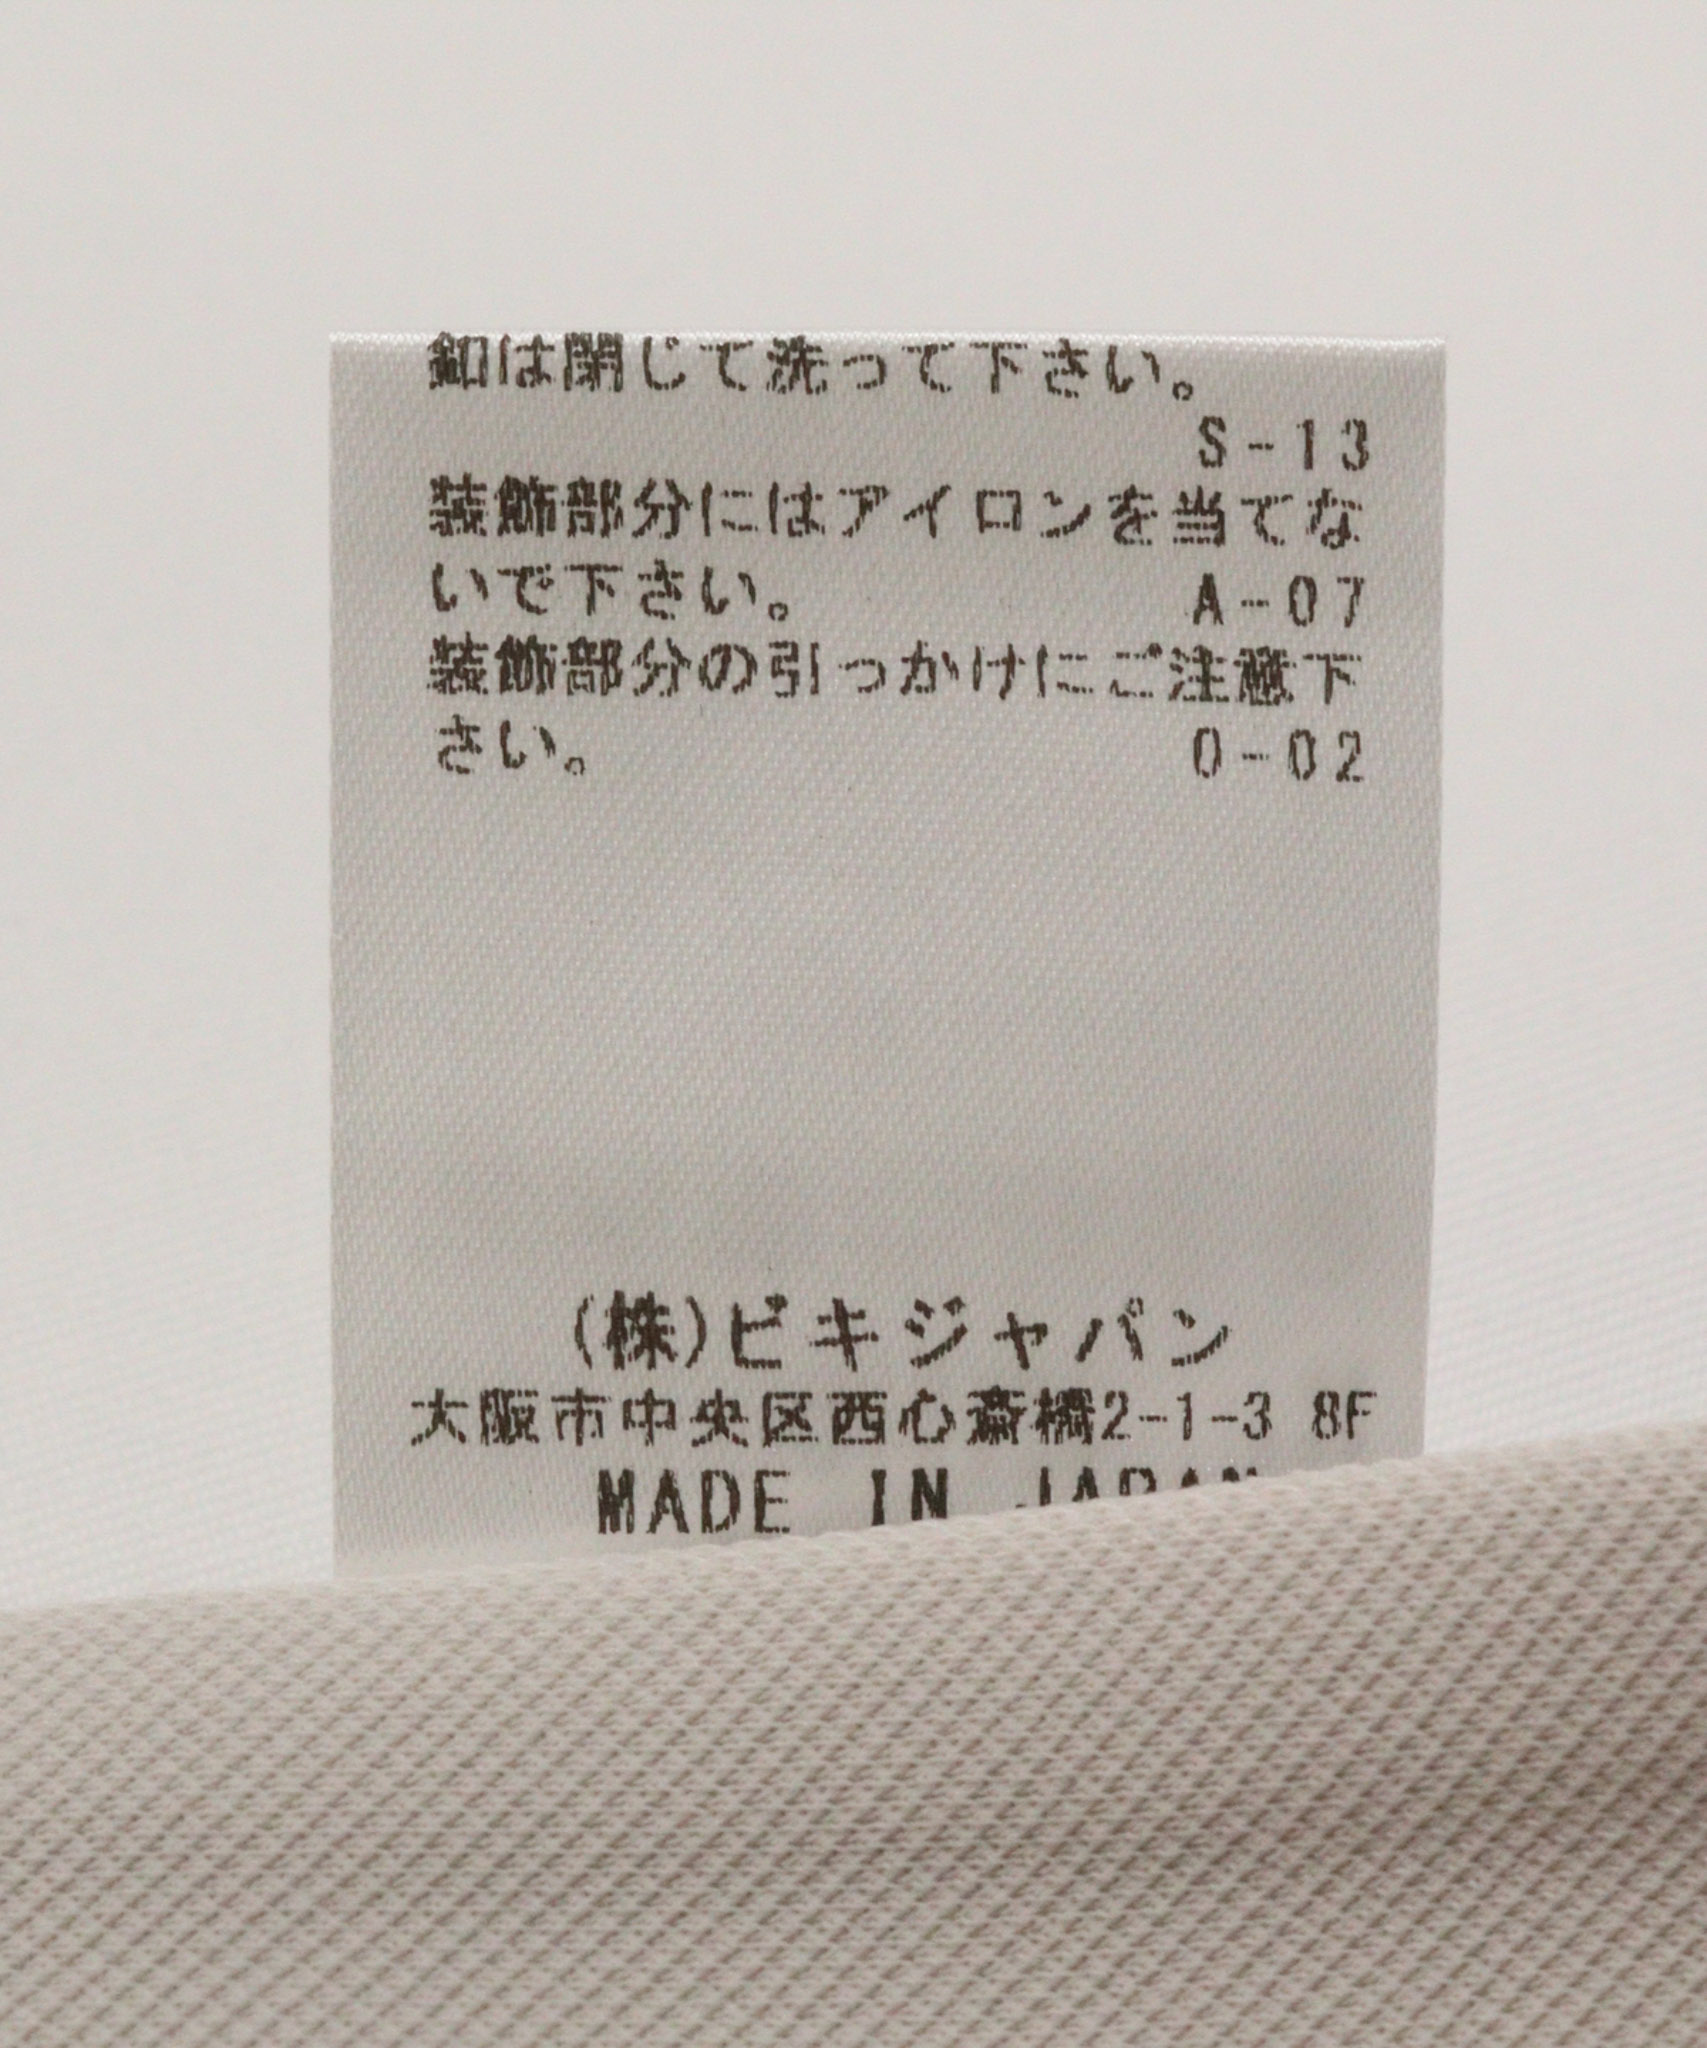 釦は閉じて洗って下さい。
S-13
装飾部分にはアイロンを当てな
いで下さい。 A-07
装飾部分の引っかけにご注意下
さい。 O-02
(株)ビキジャパン
大阪市中央区西心斎橋2-1-3 8F
MADE IN JAPAN